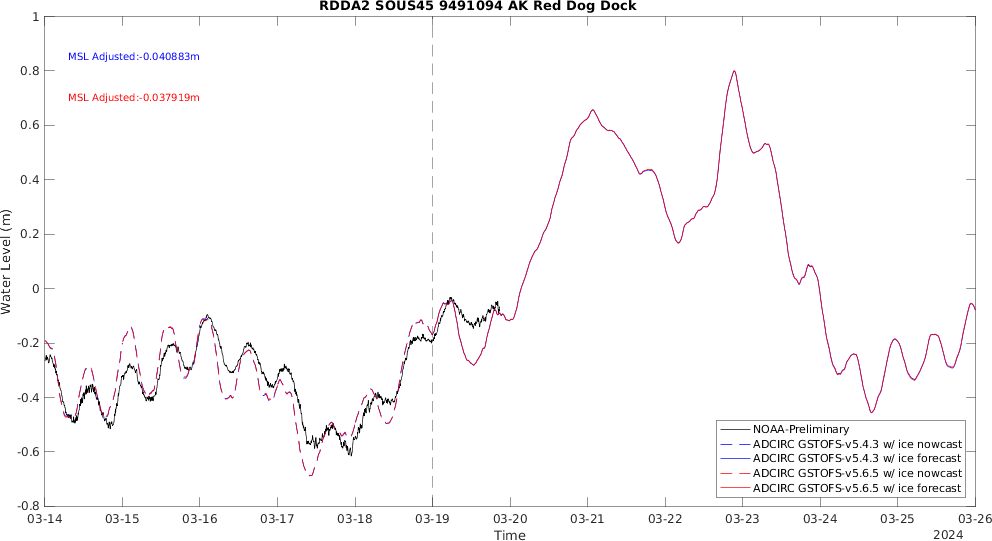 RDDA2 SOUS45 9491094 AK Red Dog Dock
MSL Adjusted:-0.040883m
MSL Adjusted:-0.037919m
Water Level (m)
1
0.8
0.6
0.4
0.2
0
-0.2
-0.4
-0.6
-0.8
NOAA-Preliminary
ADCIRC GSTOFS-v5.4.3 w/ ice nowcast
ADCIRC GSTOFS-v5.4.3 w/ ice forecast
ADCIRC GSTOFS-v5.6.5 w/ ice nowcast
ADCIRC GSTOFS-v5.6.5 w/ ice forecast
03-14 03-15 03-16 03-17 03-18 03-19 03-20 03-21 03-22 03-23 03-24 03-25 03-26
Time
2024